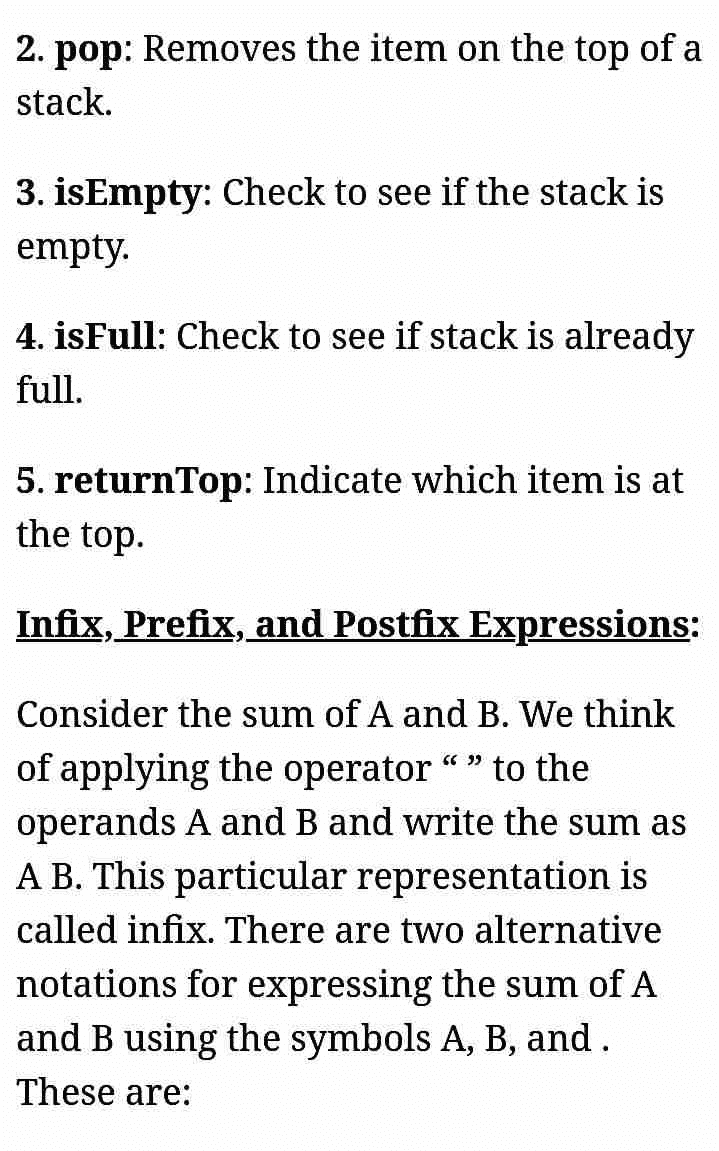 2. pop: Removes the item on the top of a
stack.
3. isEmpty: Check to see if the stack is
empty.
4. isFull: Check to see if stack is already
full.
5. returnTop: Indicate which item is at
the top.
Infix, Prefix, and Postfix Expressions:
Consider the sum of A and B. We think
of applying the operator “ ” to the
operands A and B and write the sum as
A B. This particular representation is
called infix. There are two alternative
notations for expressing the sum of A
and B using the symbols A, B, and .
These are: